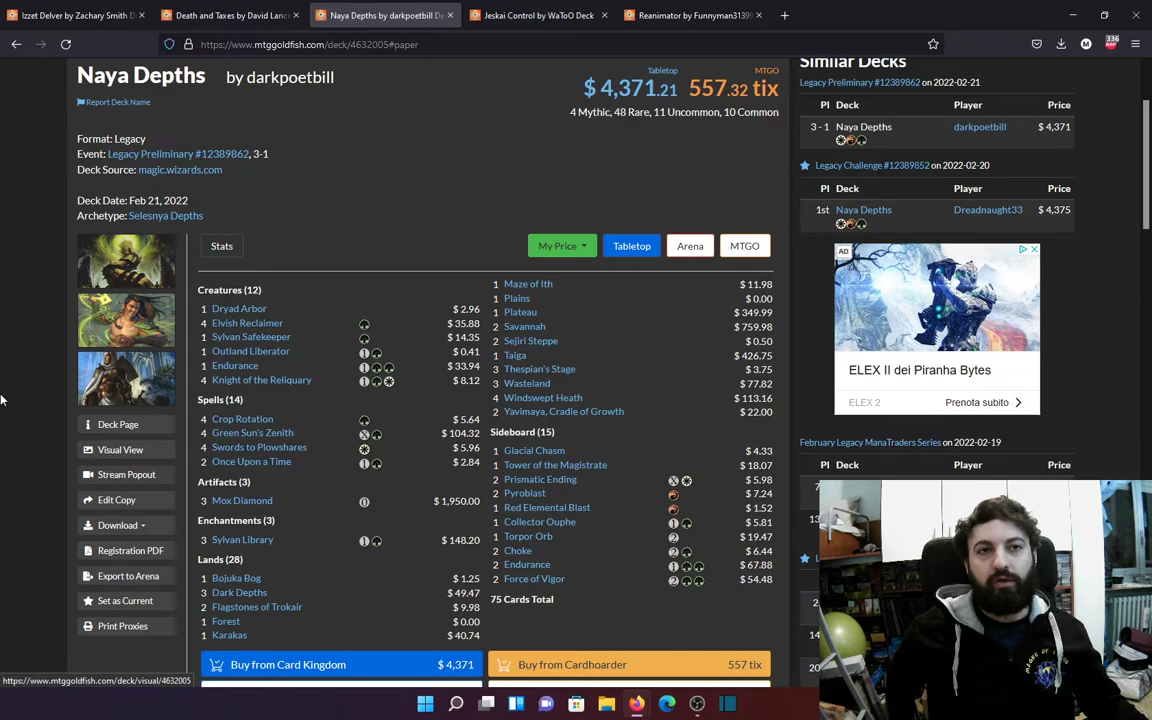 Izzet Delver by Zachary Smith D
Death and Taxes by David Lance
Naya Depths by darkpoetbill De
Jeskai Control by WaToO Deck
Reanimator by Funnyman31399
https://www.mtggoldfish.com/deck/4632005#paper
336
Naya Depths by darkpoetbill
Report Deck Name
Tabletop MTGO
$ 4,371.21 557.32 tix
4 Mythic, 48 Rare, 11 Uncommon, 10 Common
Format: Legacy
Event: Legacy Preliminary #12389862, 3-1
Deck Source: magic.wizards.com
Deck Date: Feb 21, 2022
Archetype: Selesnya Depths
Stats
My Price
Tabletop
Arena
MTGO
Deck Page
Visual View
Stream Popout
Edit Copy
Download
Registration PDF
Export to Arena
Set as Current
Print Proxies
Creatures (12)
1 Dryad Arbor $ 2.96
4 Elvish Reclaimer $ 35.88
1 Sylvan Safekeeper $ 14.35
1 Outland Liberator 1 $ 0.41
1 Endurance 1 $ 33.94
4 Knight of the Reliquary 1 $ 8.12
Spells (14)
4 Crop Rotation $ 5.64
4 Green Sun's Zenith X $ 104.32
4 Swords to Plowshares $ 5.96
2 Once Upon a Time 1 $ 2.84
Artifacts (3)
3 Mox Diamond 0 $ 1,950.00
Enchantments (3)
3 Sylvan Library 1 $ 148.20
Lands (28)
1 Bojuka Bog $ 1.25
3 Dark Depths $ 49.47
2 Flagstones of Trokair $ 9.98
1 Forest $ 0.00
1 Karakas $ 40.74
1 Maze of Ith $ 11.98
1 Plains $ 0.00
1 Plateau $ 349.99
2 Savannah $ 759.98
2 Sejiri Steppe $ 0.50
1 Taiga $ 426.75
3 Thespian's Stage $ 3.75
3 Wasteland $ 77.82
4 Windswept Heath $ 113.16
2 Yavimaya, Cradle of Growth $ 22.00
Sideboard (15)
1 Glacial Chasm $ 4.33
1 Tower of the Magistrate $ 18.07
2 Prismatic Ending X $ 5.98
2 Pyroblast $ 7.24
1 Red Elemental Blast $ 1.52
1 Collector Ouphe 1 $ 5.81
1 Torpor Orb 2 $ 19.47
2 Choke 2 $ 6.44
2 Endurance 1 $ 67.88
2 Force of Vigor 2 $ 54.48
75 Cards Total
Buy from Card Kingdom $ 4,371
Buy from Cardhoarder 557 tix
Similar Decks
Legacy Preliminary #12389862 on 2022-02-21
Pl Deck Player Price
3 - 1 Naya Depths darkpoetbill $ 4,371
Legacy Challenge #12389852 on 2022-02-20
Pl Deck Player Price
1st Naya Depths Dreadnaught33 $ 4,375
AD
ELEX II dei Piranha Bytes
ELEX 2 Prenota subito
February Legacy ManaTraders Series on 2022-02-19
Pl Deck Player Price
https://www.mtggoldfish.com/deck/visual/4632005